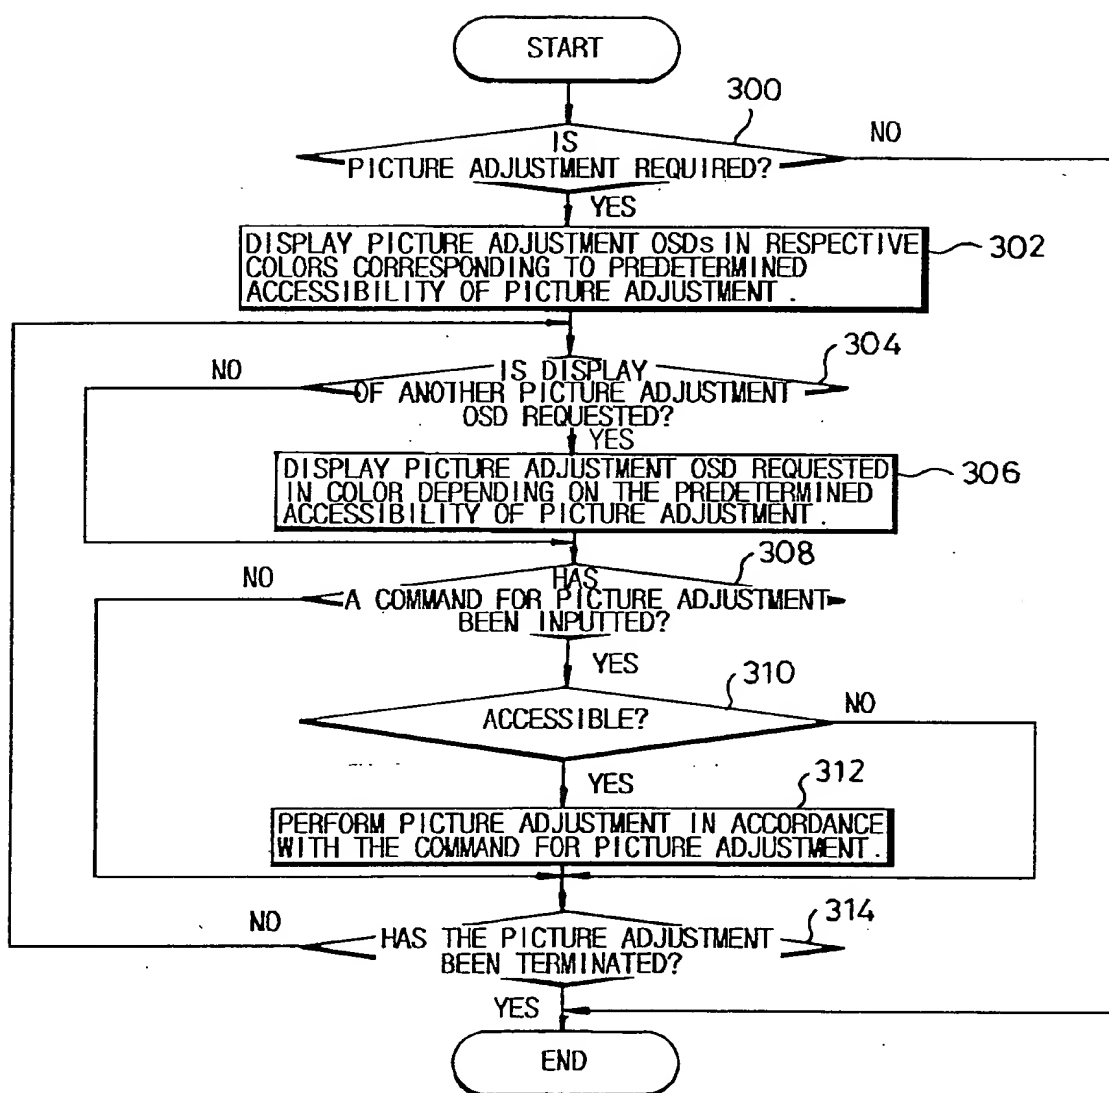 START
300
NO
IS
PICTURE ADJUSTMENT REQUIRED?
YES
DISPLAY PICTURE ADJUSTMENT OSDs IN RESPECTIVE
COLORS CORRESPONDING TO PREDETERMINED
ACCESSIBILITY OF PICTURE ADJUSTMENT.
302
304
NO
IS DISPLAY
OF ANOTHER PICTURE ADJUSTMENT
OSD REQUESTED?
YES
DISPLAY PICTURE ADJUSTMENT OSD REQUESTED
IN COLOR DEPENDING ON THE PREDETERMINED
ACCESSIBILITY OF PICTURE ADJUSTMENT.
306
308
NO
HAS
A COMMAND FOR PICTURE ADJUSTMENT
BEEN INPUTTED?
YES
310
NO
ACCESSIBLE?
YES
312
PERFORM PICTURE ADJUSTMENT IN ACCORDANCE
WITH THE COMMAND FOR PICTURE ADJUSTMENT.
314
NO
HAS THE PICTURE ADJUSTMENT
BEEN TERMINATED?
YES
END